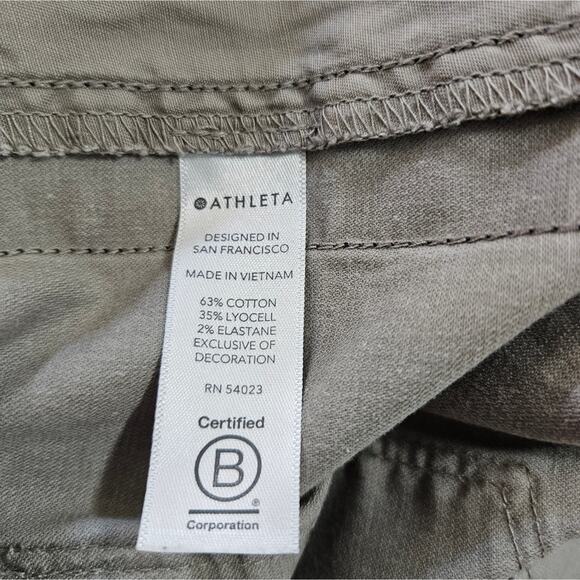 ATHLETA
DESIGNED IN
SAN FRANCISCO
MADE IN VIETNAM
63% COTTON
35% LYOCELL
2% ELASTANE
EXCLUSIVE OF
DECORATION
RN 54023
Certified
B
®
Corporation